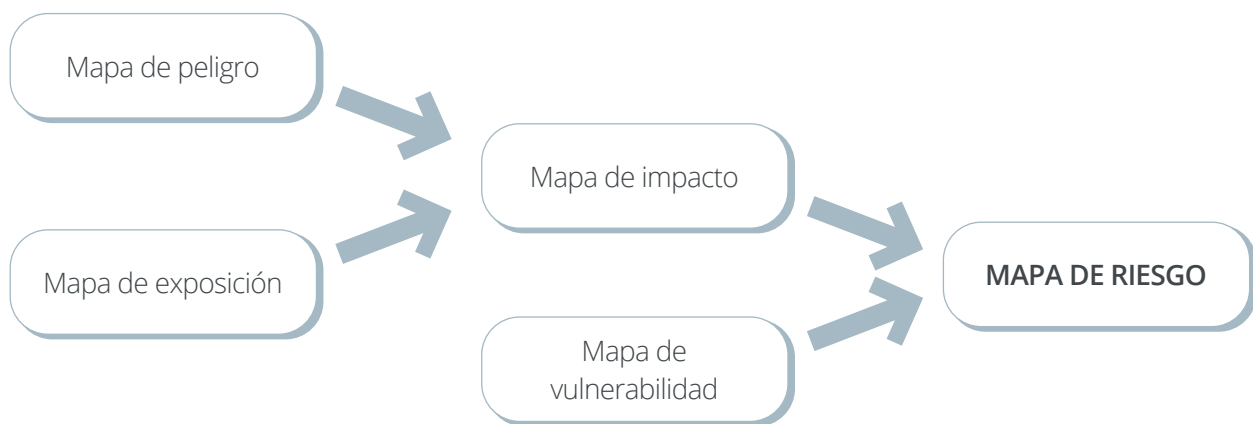 Mapa de peligro
Mapa de exposición
Mapa de impacto
Mapa de
vulnerabilidad
MAPA DE RIESGO